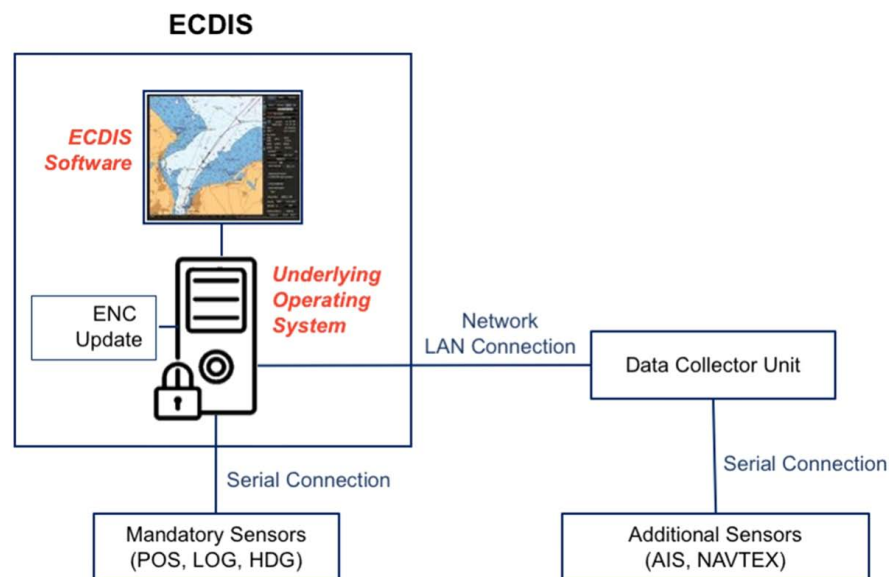 ECDIS
ECDIS
Software
Underlying
Operating
System
ENC
Update
Network
LAN Connection
Data Collector Unit
Serial Connection
Serial Connection
Mandatory Sensors
(POS, LOG, HDG)
Additional Sensors
(AIS, NAVTEX)